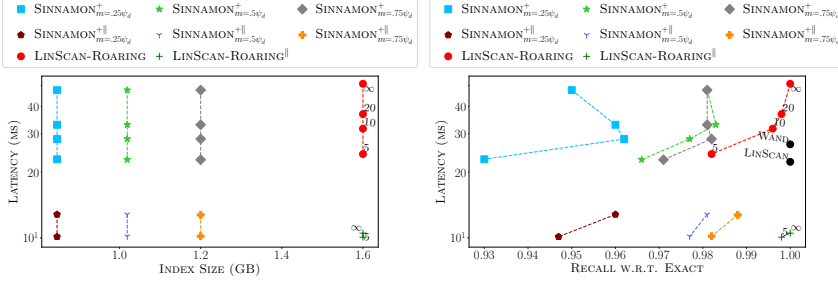 SINNAMON⁺ₘ₌.₂₅ψd SINNAMON⁺ₘ₌.₅ψd SINNAMON⁺ₘ₌.₇₅ψd
SINNAMON⁺∥ₘ₌.₂₅ψd SINNAMON⁺∥ₘ₌.₅ψd SINNAMON⁺∥ₘ₌.₇₅ψd
LINSCAN-ROARING LINSCAN-ROARING∥
LATENCY (MS)
∞
40
20
10
30
5
20
∞
10¹
5
1.0 1.2 1.4 1.6
INDEX SIZE (GB)
SINNAMON⁺ₘ₌.₂₅ψd SINNAMON⁺ₘ₌.₅ψd SINNAMON⁺ₘ₌.₇₅ψd
SINNAMON⁺∥ₘ₌.₂₅ψd SINNAMON⁺∥ₘ₌.₅ψd SINNAMON⁺∥ₘ₌.₇₅ψd
LINSCAN-ROARING LINSCAN-ROARING∥
LATENCY (MS)
∞
40
20
10
30
WAND
5
LINSCAN
20
10¹
5 ∞
0.93 0.94 0.95 0.96 0.97 0.98 0.99 1.00
RECALL W.R.T. EXACT